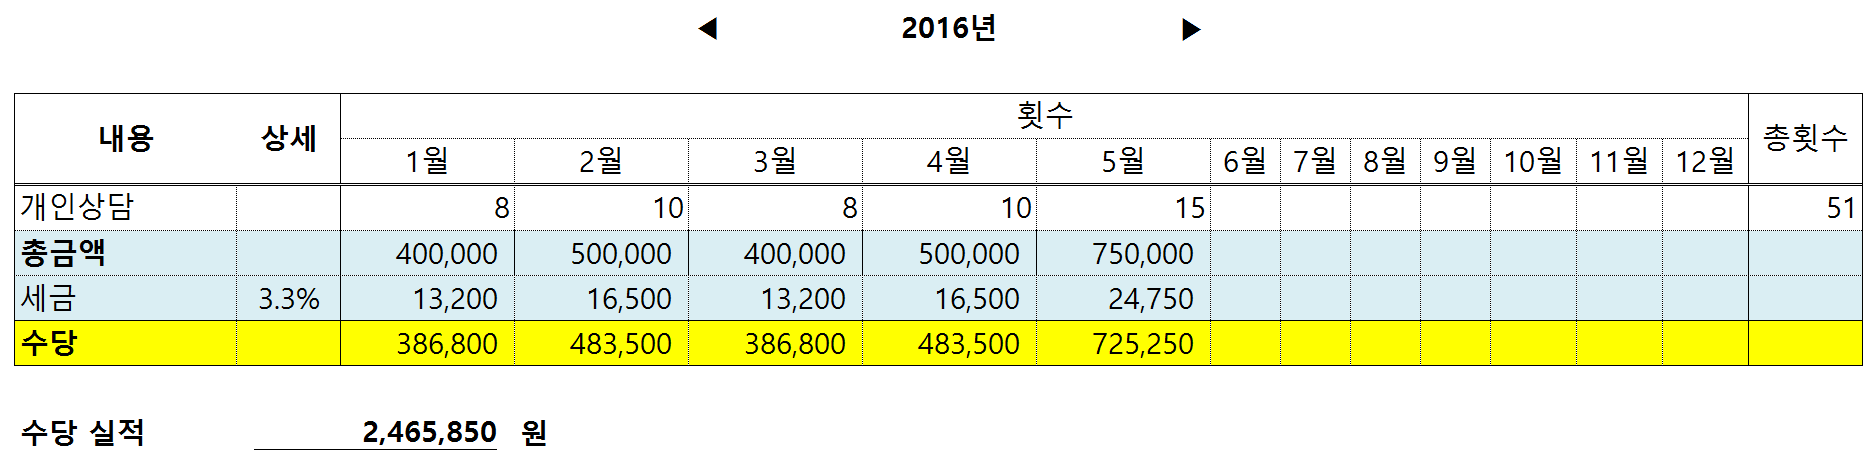 ◀ 2016년 ▶
내용 상세 횟수 총횟수
1월 2월 3월 4월 5월 6월 7월 8월 9월 10월 11월 12월
개인상담 8 10 8 10 15 51
총금액 400,000 500,000 400,000 500,000 750,000
세금 3.3% 13,200 16,500 13,200 16,500 24,750
수당 386,800 483,500 386,800 483,500 725,250
수당 실적 2,465,850 원